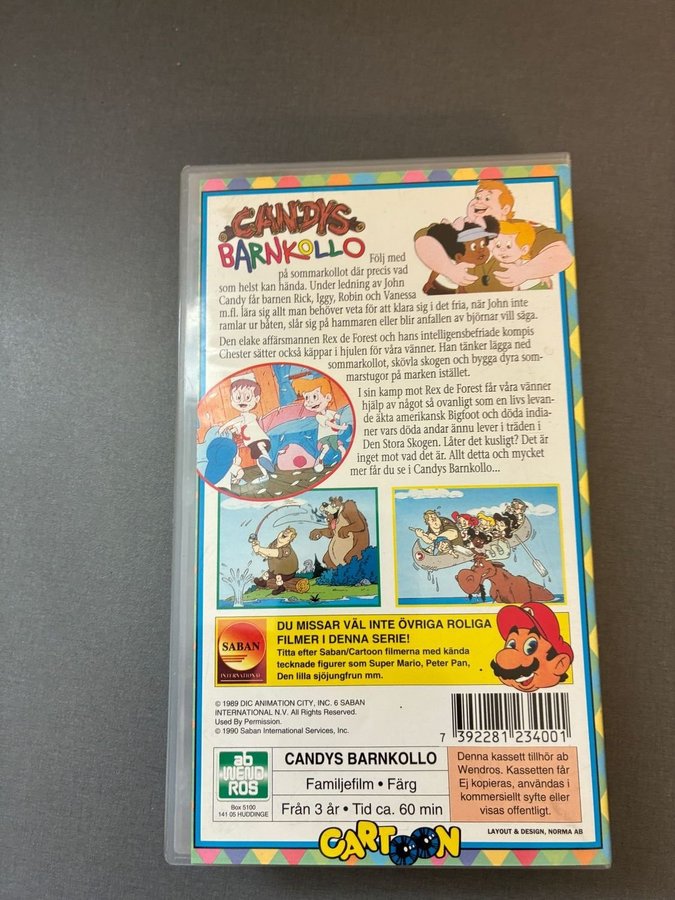 CANDYS
BARNKOLLO
Följ med
på sommarkollot där precis vad
som helst kan hända. Under ledning av John
Candy får barnen Rick, Iggy, Robin och Vanessa
m.fl. lära sig allt man behöver veta för att klara sig i det fria, när John inte
ramlar ur båten, slår sig på hammaren eller blir anfallen av björnar vill säga.
Den elake affärsmannen Rex de Forest och hans intelligensbefriade kompis
Chester sätter också käppar i hjulen för våra vänner. Han tänker lägga ned
sommarkollot, skövla skogen och bygga dyra som-
marstugor på marken istället.
I sin kamp mot Rex de Forest får våra vänner
hjälp av något så ovanligt som en livs levan-
de äkta amerikansk Bigfoot och döda india-
ner vars döda andar ännu lever i träden i
Den Stora Skogen. Låter det kusligt? Det är
inget mot vad det är. Allt detta och mycket
mer får du se i Candys Barnkollo...
SABAN
INTERNATIONAL
DU MISSAR VÄL INTE ÖVRIGA ROLIGA
FILMER I DENNA SERIE!
Titta efter Saban/Cartoon filmerna med kända
tecknade figurer som Super Mario, Peter Pan,
Den lilla sjöjungfrun mm.
© 1989 DIC ANIMATION CITY, INC. 6 SABAN
INTERNATIONAL N.V. All Rights Reserved.
Used By Permission.
© 1990 Saban International Services, Inc.
7 392281 234001
ab
WEND
ROS
Box 5100
141 05 HUDDINGE
CANDYS BARNKOLLO
Familjefilm • Färg
Från 3 år • Tid ca. 60 min
Denna kassett tillhör ab
Wendros. Kassetten får
Ej kopieras, användas i
kommersiellt syfte eller
visas offentligt.
CARTOON
LAYOUT & DESIGN, NORMA AB